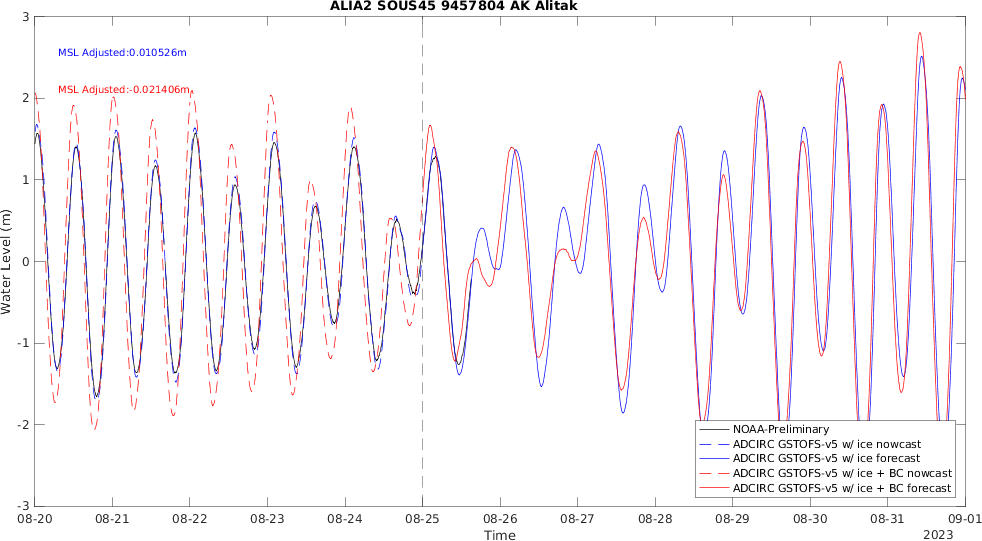 ALIA2 SOUS45 9457804 AK Alitak
3
MSL Adjusted:0.010526m
MSL Adjusted:-0.021406m
2
1
0
-1
-2
-3
Water Level (m)
NOAA-Preliminary
ADCIRC GSTOFS-v5 w/ ice nowcast
ADCIRC GSTOFS-v5 w/ ice forecast
ADCIRC GSTOFS-v5 w/ ice + BC nowcast
ADCIRC GSTOFS-v5 w/ ice + BC forecast
08-20 08-21 08-22 08-23 08-24 08-25 08-26 08-27 08-28 08-29 08-30 08-31 09-01
Time
2023